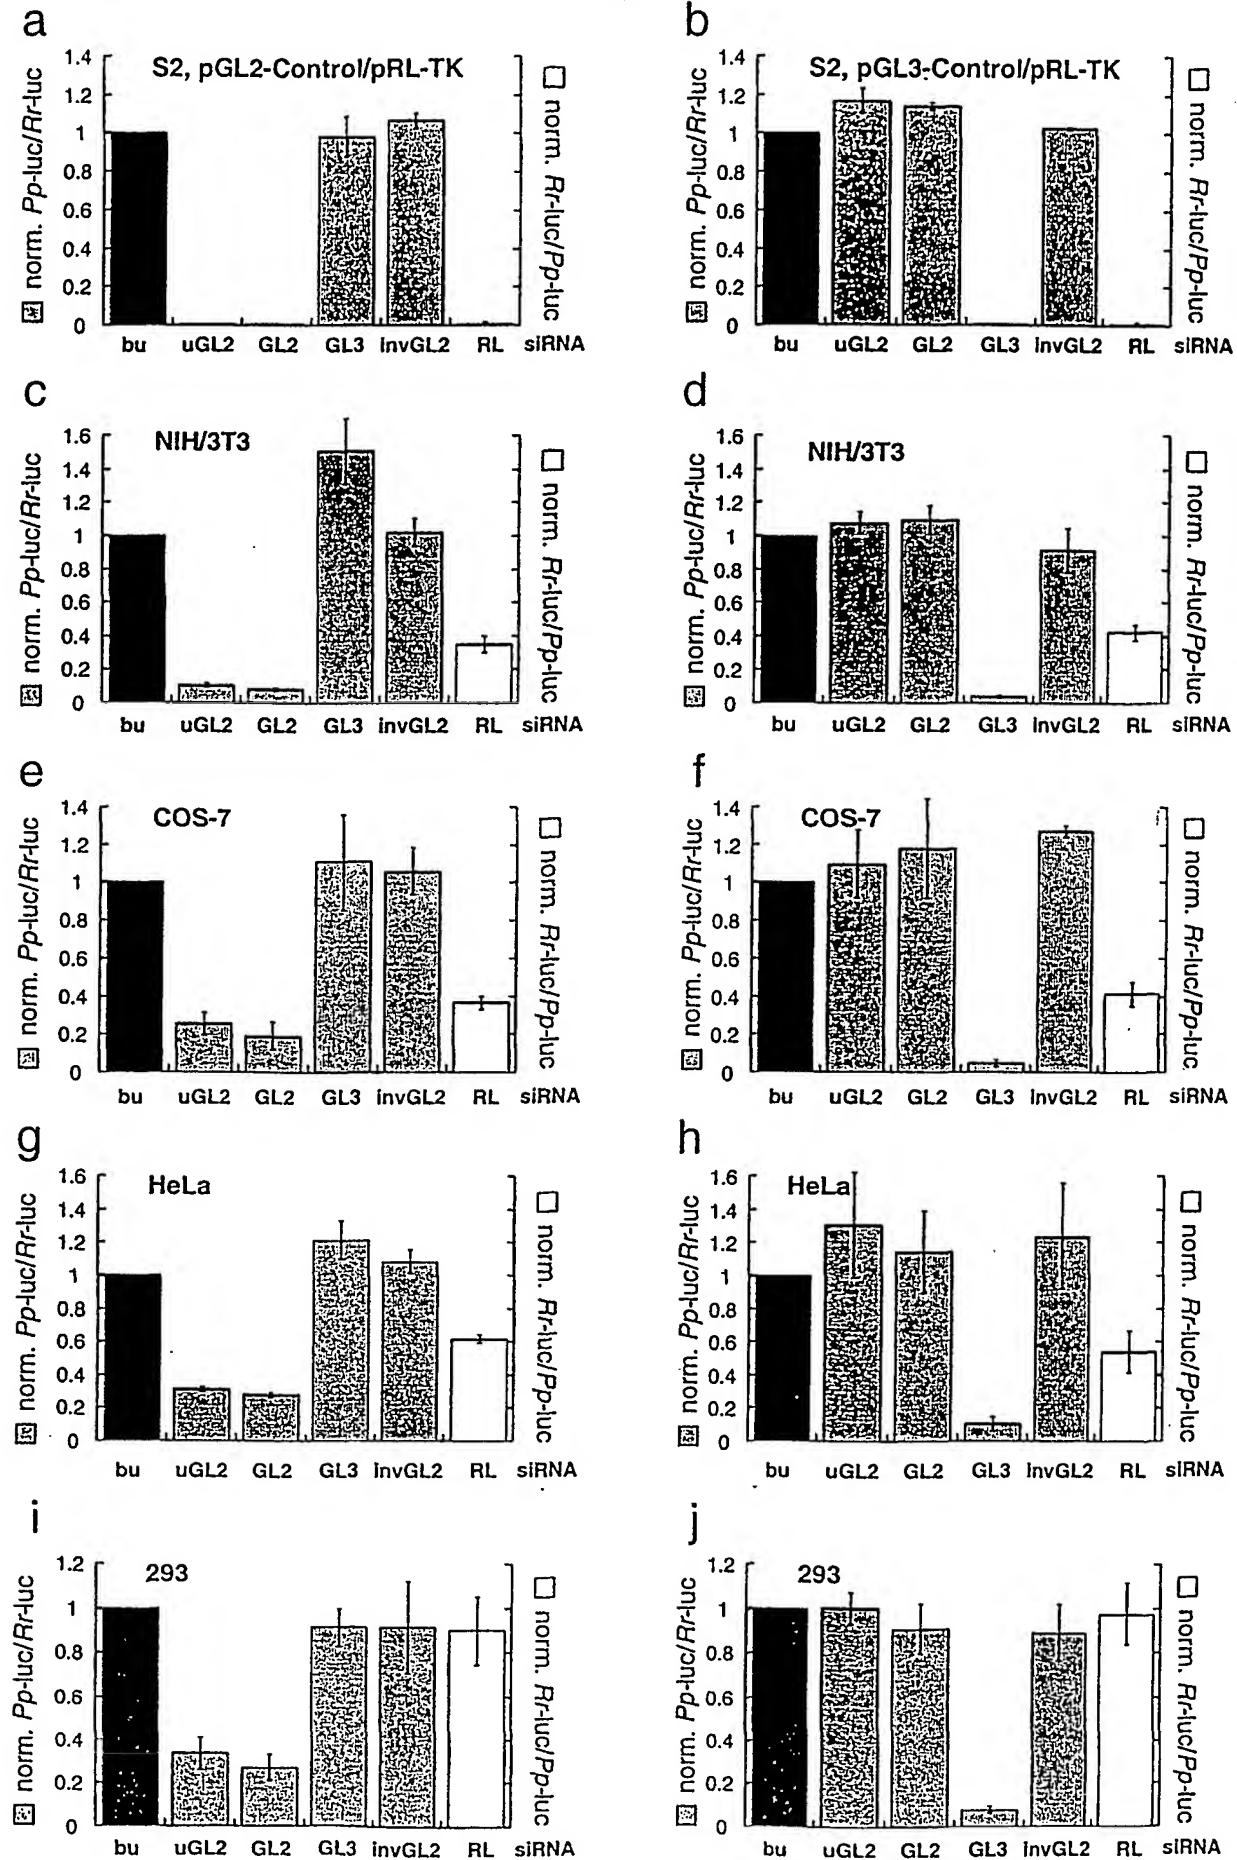 a
S2, pGL2-Control/pRL-TK
norm. Pp-luc/Rr-luc
1.4
1.2
1
0.8
0.6
0.4
0.2
0
bu uGL2 GL2 GL3 invGL2 RL siRNA
norm. Rr-luc/Pp-luc
b
S2, pGL3-Control/pRL-TK
norm. Pp-luc/Rr-luc
1.4
1.2
1
0.8
0.6
0.4
0.2
0
bu uGL2 GL2 GL3 invGL2 RL siRNA
norm. Rr-luc/Pp-luc
c
NIH/3T3
norm. Pp-luc/Rr-luc
1.6
1.4
1.2
1
0.8
0.6
0.4
0.2
0
bu uGL2 GL2 GL3 invGL2 RL siRNA
norm. Rr-luc/Pp-luc
d
NIH/3T3
norm. Pp-luc/Rr-luc
1.6
1.4
1.2
1
0.8
0.6
0.4
0.2
0
bu uGL2 GL2 GL3 invGL2 RL siRNA
norm. Rr-luc/Pp-luc
e
COS-7
norm. Pp-luc/Rr-luc
1.4
1.2
1
0.8
0.6
0.4
0.2
0
bu uGL2 GL2 GL3 invGL2 RL siRNA
norm. Rr-luc/Pp-luc
f
COS-7
norm. Pp-luc/Rr-luc
1.4
1.2
1
0.8
0.6
0.4
0.2
0
bu uGL2 GL2 GL3 invGL2 RL siRNA
norm. Rr-luc/Pp-luc
g
HeLa
norm. Pp-luc/Rr-luc
1.6
1.4
1.2
1
0.8
0.6
0.4
0.2
0
bu uGL2 GL2 GL3 invGL2 RL siRNA
norm. Rr-luc/Pp-luc
h
HeLa
norm. Pp-luc/Rr-luc
1.6
1.4
1.2
1
0.8
0.6
0.4
0.2
0
bu uGL2 GL2 GL3 invGL2 RL siRNA
norm. Rr-luc/Pp-luc
i
293
norm. Pp-luc/Rr-luc
1.2
1
0.8
0.6
0.4
0.2
0
bu uGL2 GL2 GL3 invGL2 RL siRNA
norm. Rr-luc/Pp-luc
j
293
norm. Pp-luc/Rr-luc
1.2
1
0.8
0.6
0.4
0.2
0
bu uGL2 GL2 GL3 invGL2 RL siRNA
norm. Rr-luc/Pp-luc